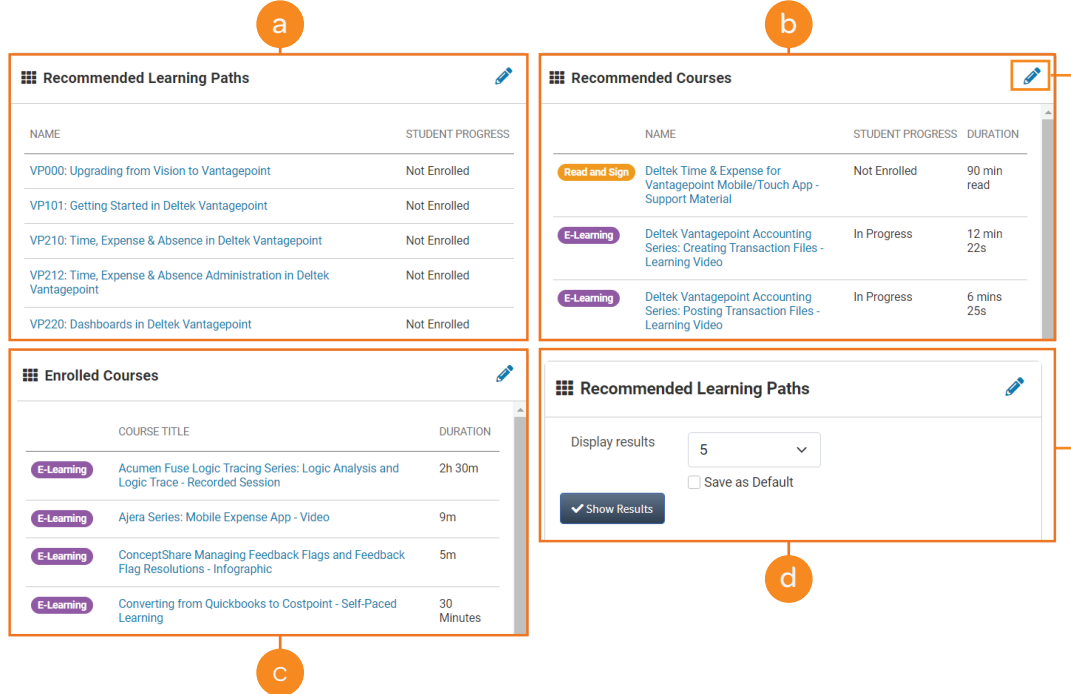 a
b
Recommended Learning Paths
NAME STUDENT PROGRESS
VP000: Upgrading from Vision to Vantagepoint Not Enrolled
VP101: Getting Started in Deltek Vantagepoint Not Enrolled
VP210: Time, Expense & Absence in Deltek Vantagepoint Not Enrolled
VP212: Time, Expense & Absence Administration in Deltek Not Enrolled
Vantagepoint
VP220: Dashboards in Deltek Vantagepoint Not Enrolled
Recommended Courses
NAME STUDENT PROGRESS DURATION
Read and Sign Deltek Time & Expense for Not Enrolled 90 min
Vantagepoint Mobile/Touch App - read
Support Material
E-Learning Deltek Vantagepoint Accounting In Progress 12 min
Series: Creating Transaction Files - 22s
Learning Video
E-Learning Deltek Vantagepoint Accounting In Progress 6 mins
Series: Posting Transaction Files - 25s
Learning Video
Enrolled Courses
COURSE TITLE DURATION
E-Learning Acumen Fuse Logic Tracing Series: Logic Analysis and 2h 30m
Logic Trace - Recorded Session
E-Learning Ajera Series: Mobile Expense App - Video 9m
E-Learning ConceptShare Managing Feedback Flags and Feedback 5m
Flag Resolutions - Infographic
E-Learning Converting from Quickbooks to Costpoint - Self-Paced 30
Learning Minutes
Recommended Learning Paths
Display results 5
Save as Default
Show Results
d
c